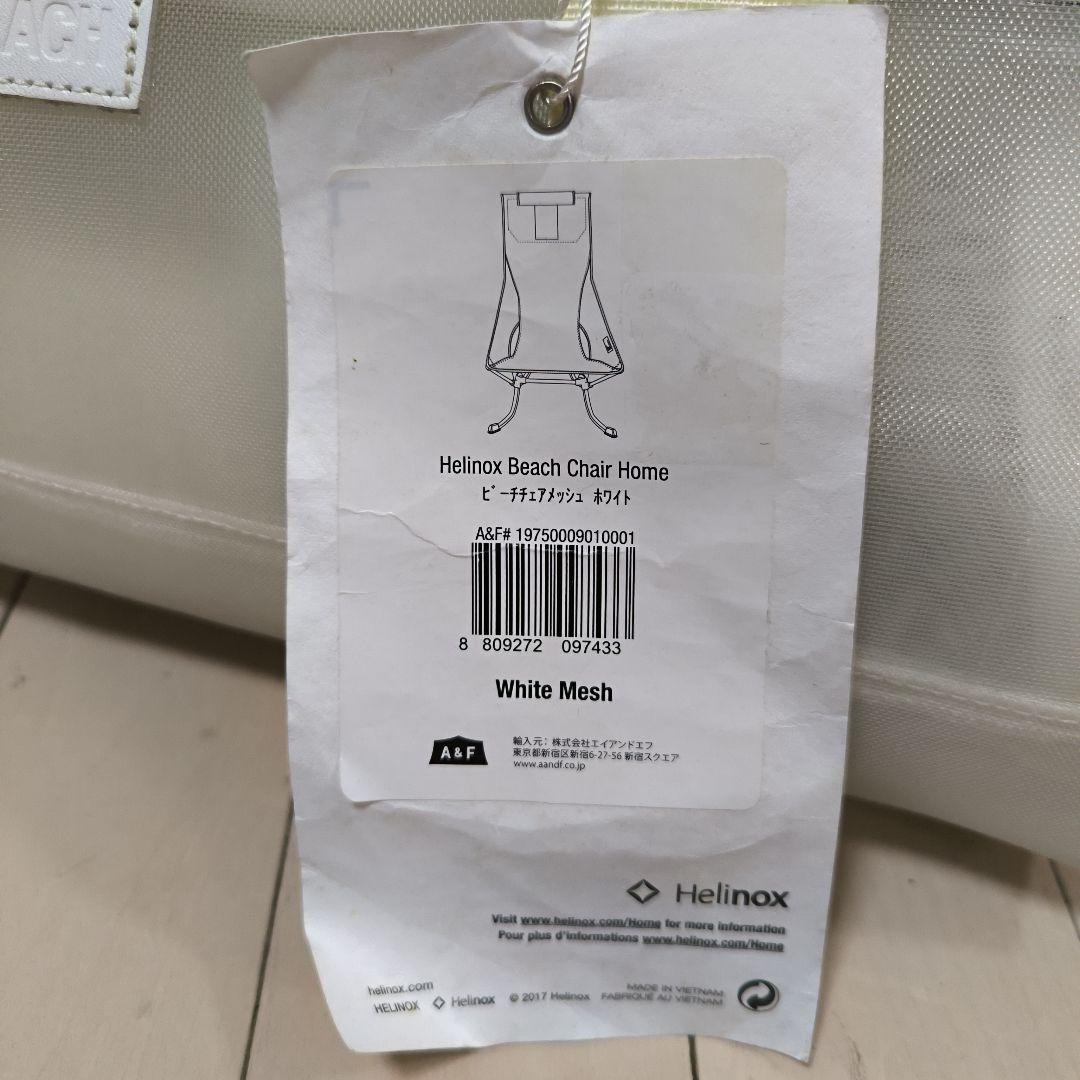 ACH
Helinox Beach Chair Home
ﾋﾞｰﾁﾁｪｱﾒｯｼｭ ﾎﾜｲﾄ
A&F# 19750009010001
8 809272 097433
White Mesh
A&F
輸入元: 株式会社エイアンドエフ
東京都新宿区新宿6-27-56 新宿スクエア
www.aandf.co.jp
Helinox
Visit www.helinox.com/Home for more information
Pour plus d'informations www.helinox.com/Home
helinox.com
HELINOX Helinox © 2017 Helinox
MADE IN VIETNAM
FABRIQUÉ AU VIETNAM